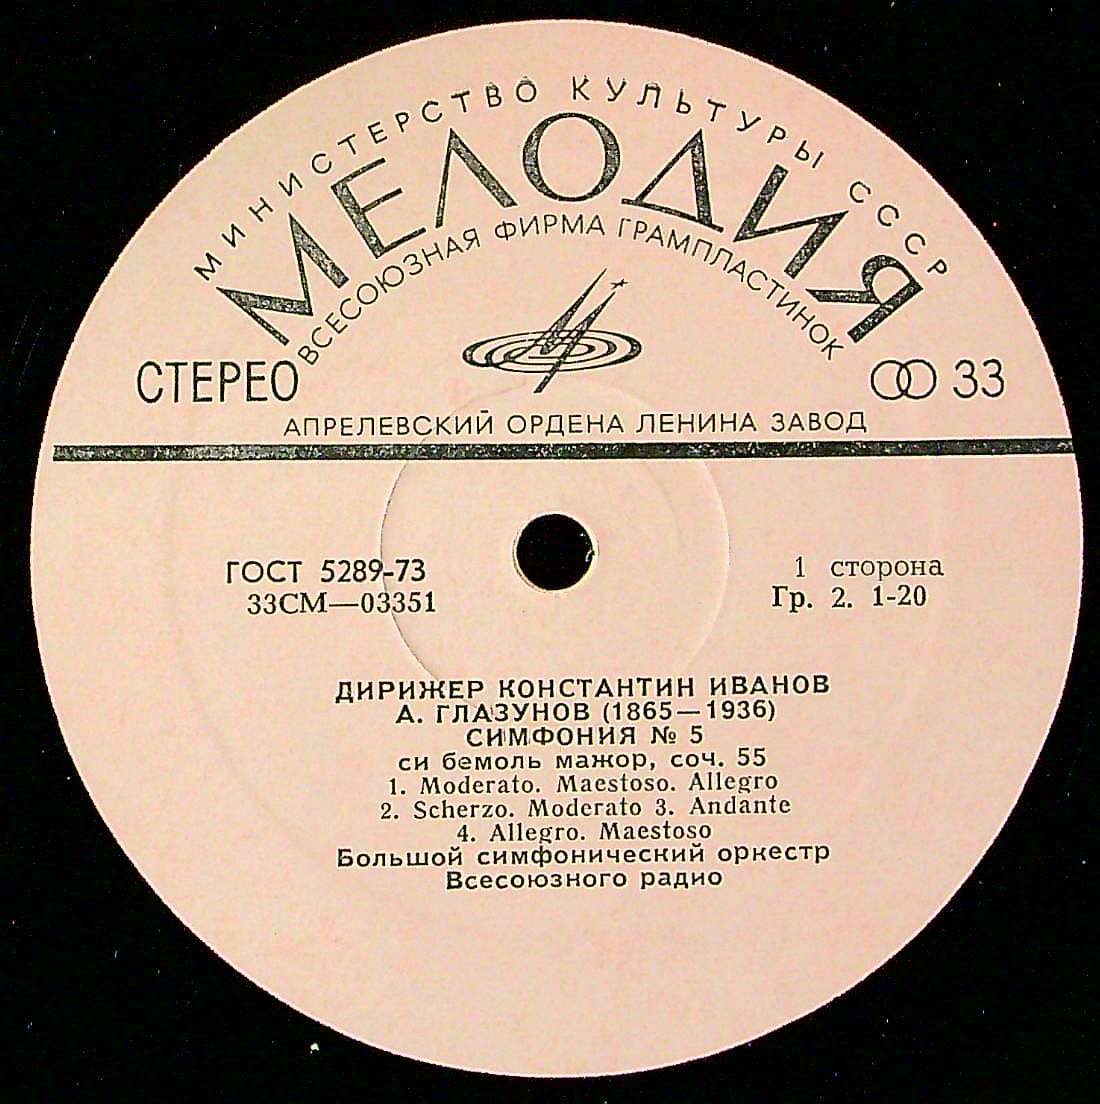 МИНИСТЕРСТВО КУЛЬТУРЫ СССР
МЕЛОДИЯ
ВСЕСОЮЗНАЯ ФИРМА ГРАМПЛАСТИНОК
СТЕРЕО 33
АПРЕЛЕВСКИЙ ОРДЕНА ЛЕНИНА ЗАВОД
ГОСТ 5289-73 1 сторона
33СМ—03351 Гр. 2. 1-20
ДИРИЖЕР КОНСТАНТИН ИВАНОВ
А. ГЛАЗУНОВ (1865—1936)
СИМФОНИЯ № 5
си бемоль мажор, соч. 55
1. Moderato. Maestoso. Allegro
2. Scherzo. Moderato 3. Andante
4. Allegro. Maestoso
Большой симфонический оркестр
Всесоюзного радио